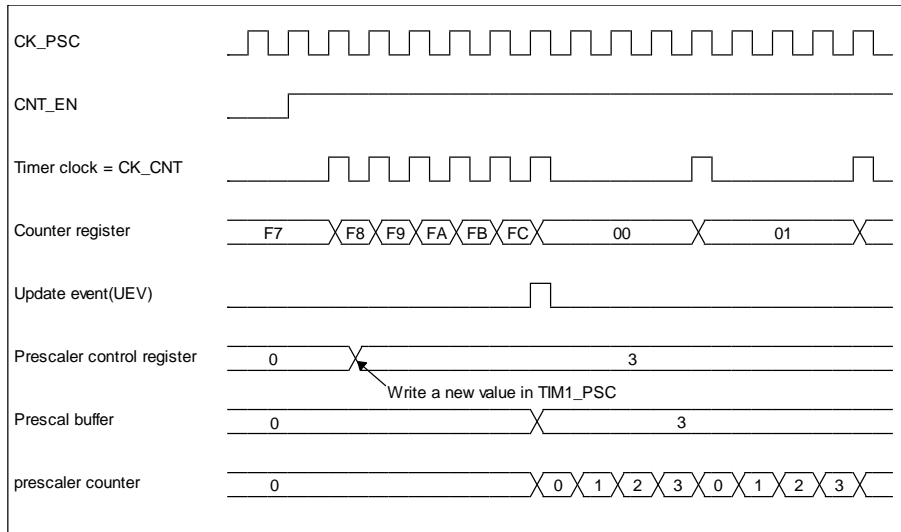 CK_PSC
CNT_EN
Timer clock = CK_CNT
Counter register F7 F8 F9 FA FB FC 00 01
Update event(UEV)
Prescaler control register 0 3
Write a new value in TIM1_PSC
Prescal buffer 0 3
prescaler counter 0 0 1 2 3 0 1 2 3